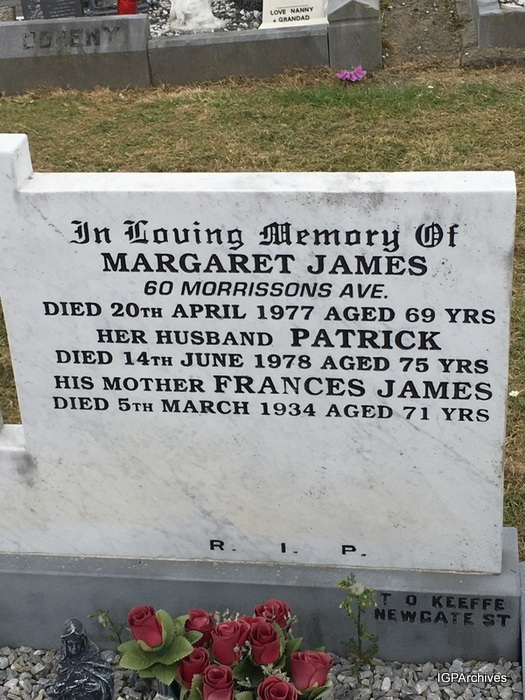 DOHENY
LOVE NANNY
+ GRANDAD
In Loving Memory Of
MARGARET JAMES
60 MORRISSONS AVE.
DIED 20TH APRIL 1977 AGED 69 YRS
HER HUSBAND PATRICK
DIED 14TH JUNE 1978 AGED 75 YRS
HIS MOTHER FRANCES JAMES
DIED 5TH MARCH 1934 AGED 71 YRS
R. I. P.
T O KEEFFE
NEWGATE ST
IGPArchives